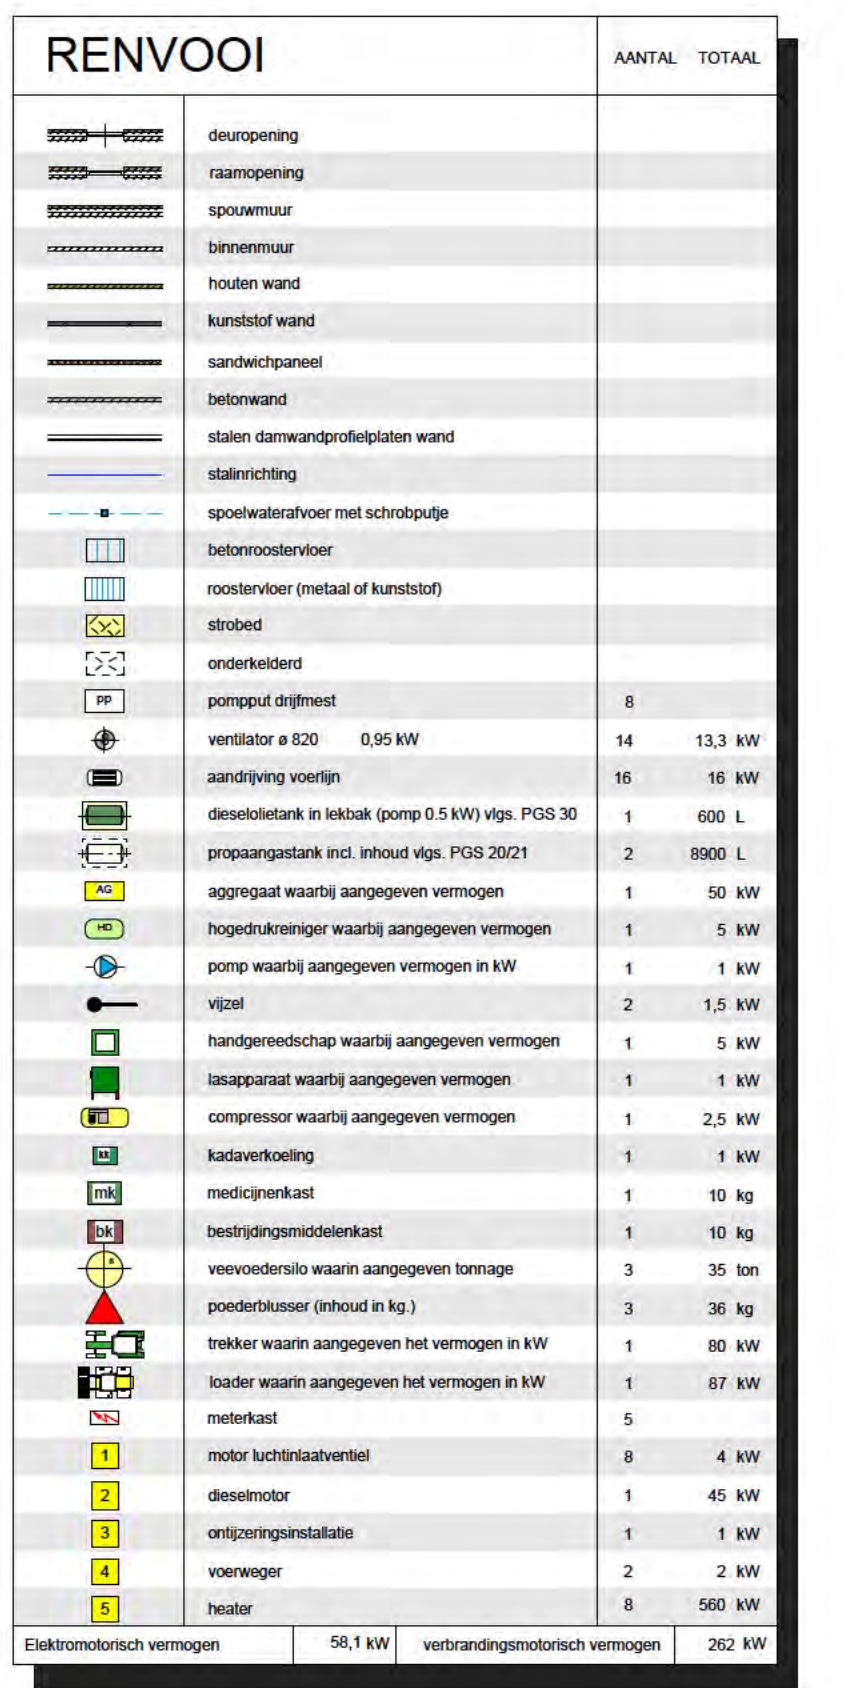 RENVOOI AANTAL TOTAAL
deuropening
raamopening
spouwmuur
binnenmuur
houten wand
kunststof wand
sandwichpaneel
betonwand
stalen damwandprofielplaten wand
stalinrichting
spoelwaterafvoer met schrobputje
betonroostervloer
roostervloer (metaal of kunststof)
strobed
onderkelderd
PP pompput drijfmest 8
ventilator ø 820 0,95 kW 14 13,3 kW
aandrijving voerlijn 16 16 kW
dieselolietank in lekbak (pomp 0.5 kW) vlgs. PGS 30 1 600 L
propaangastank incl. inhoud vlgs. PGS 20/21 2 8900 L
AG aggregaat waarbij aangegeven vermogen 1 50 kW
HD hogedrukreiniger waarbij aangegeven vermogen 1 5 kW
pomp waarbij aangegeven vermogen in kW 1 1 kW
vijzel 2 1,5 kW
handgereedschap waarbij aangegeven vermogen 1 5 kW
lasapparaat waarbij aangegeven vermogen 1 1 kW
compressor waarbij aangegeven vermogen 1 2,5 kW
kk kadaverkoeling 1 1 kW
mk medicijnenkast 1 10 kg
bk bestrijdingsmiddelenkast 1 10 kg
veevoedersilo waarin aangegeven tonnage 3 35 ton
poederblusser (inhoud in kg.) 3 36 kg
trekker waarin aangegeven het vermogen in kW 1 80 kW
loader waarin aangegeven het vermogen in kW 1 87 kW
meterkast 5
1 motor luchtinlaatventiel 8 4 kW
2 dieselmotor 1 45 kW
3 ontijzeringsinstallatie 1 1 kW
4 voerweger 2 2 kW
5 heater 8 560 kW
Elektromotorisch vermogen 58,1 kW verbrandingsmotorisch vermogen 262 kW